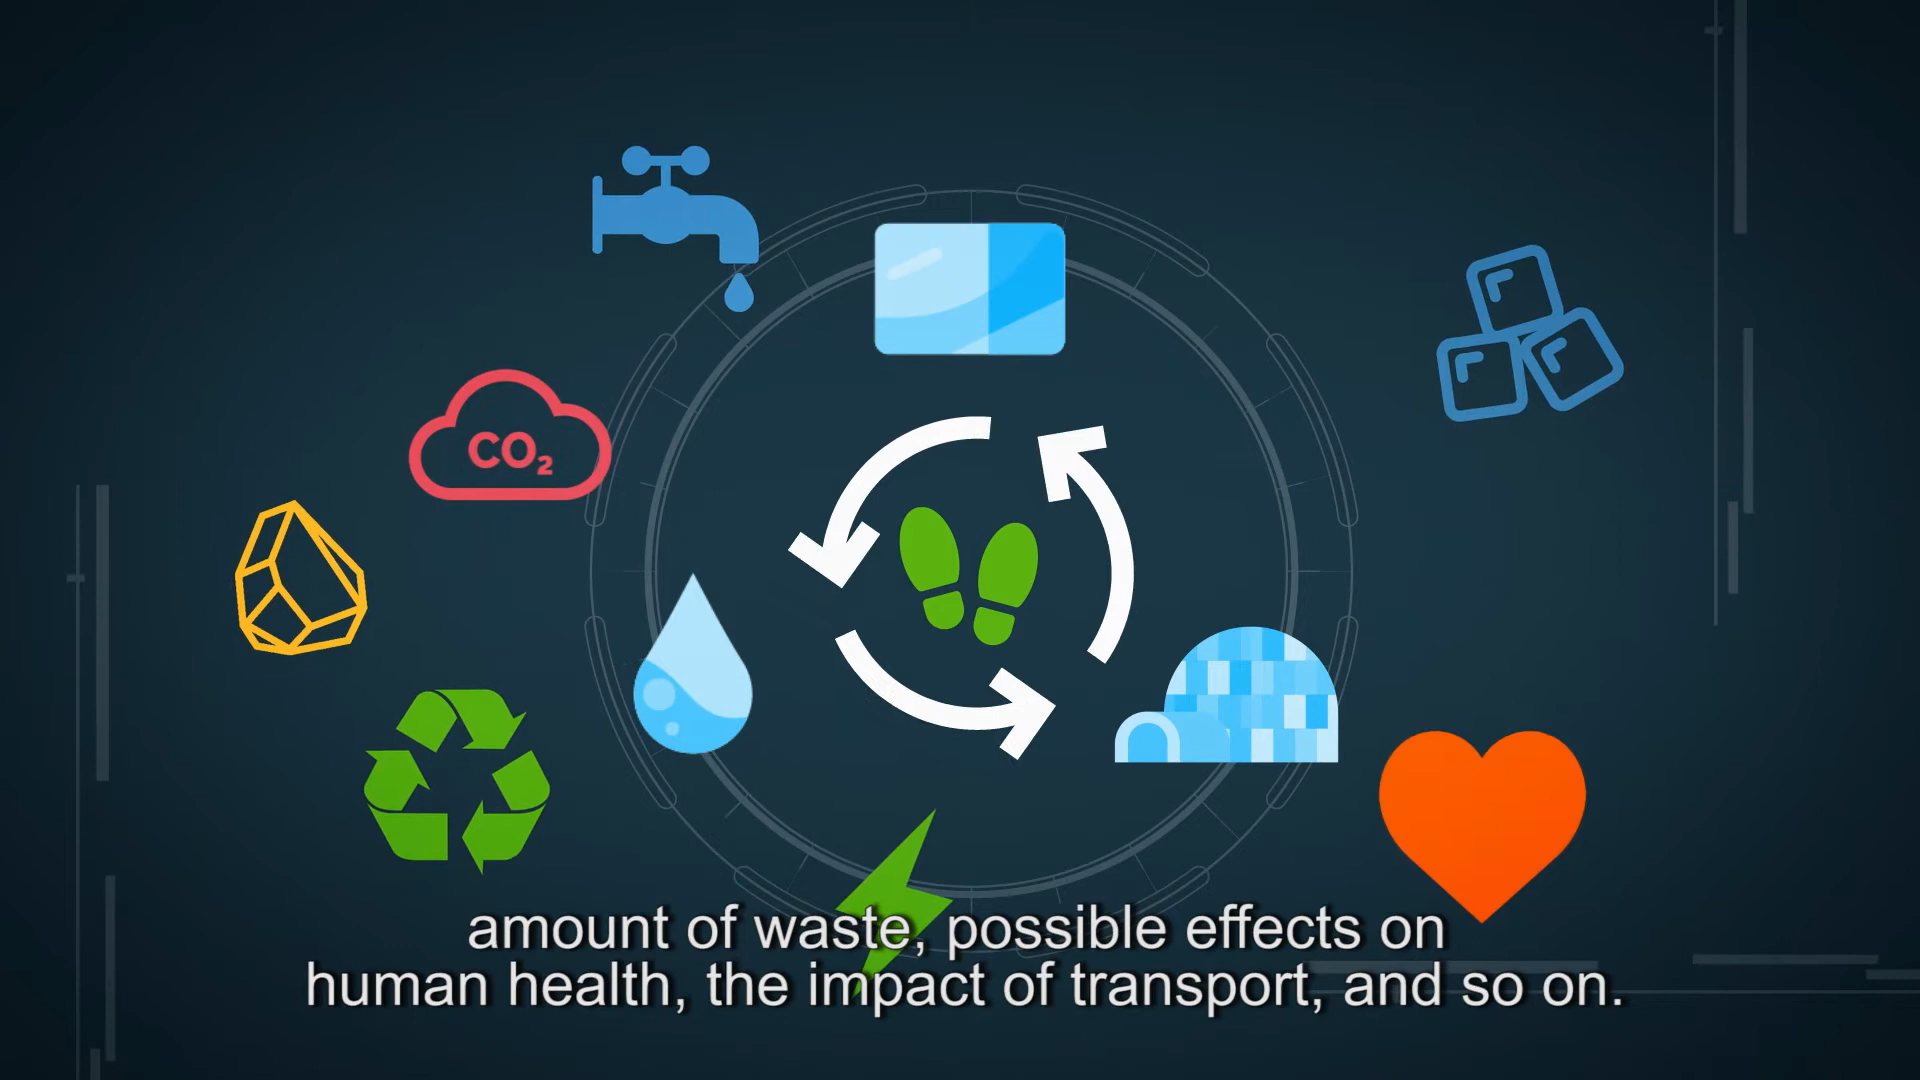 CO₂
amount of waste, possible effects on
human health, the impact of transport, and so on.